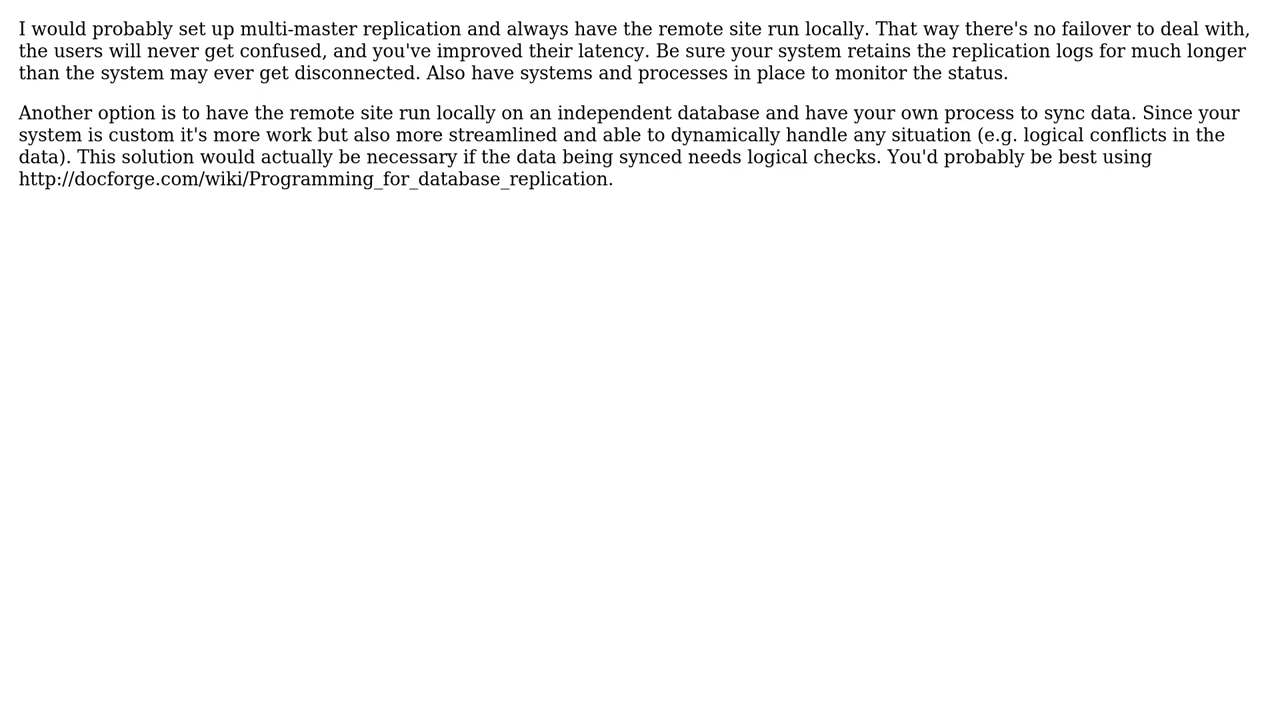 I would probably set up multi-master replication and always have the remote site run locally. That way there's no failover to deal with,
the users will never get confused, and you've improved their latency. Be sure your system retains the replication logs for much longer
than the system may ever get disconnected. Also have systems and processes in place to monitor the status.
Another option is to have the remote site run locally on an independent database and have your own process to sync data. Since your
system is custom it's more work but also more streamlined and able to dynamically handle any situation (e.g. logical conflicts in the
data). This solution would actually be necessary if the data being synced needs logical checks. You'd probably be best using
http://docforge.com/wiki/Programming_for_database_replication.